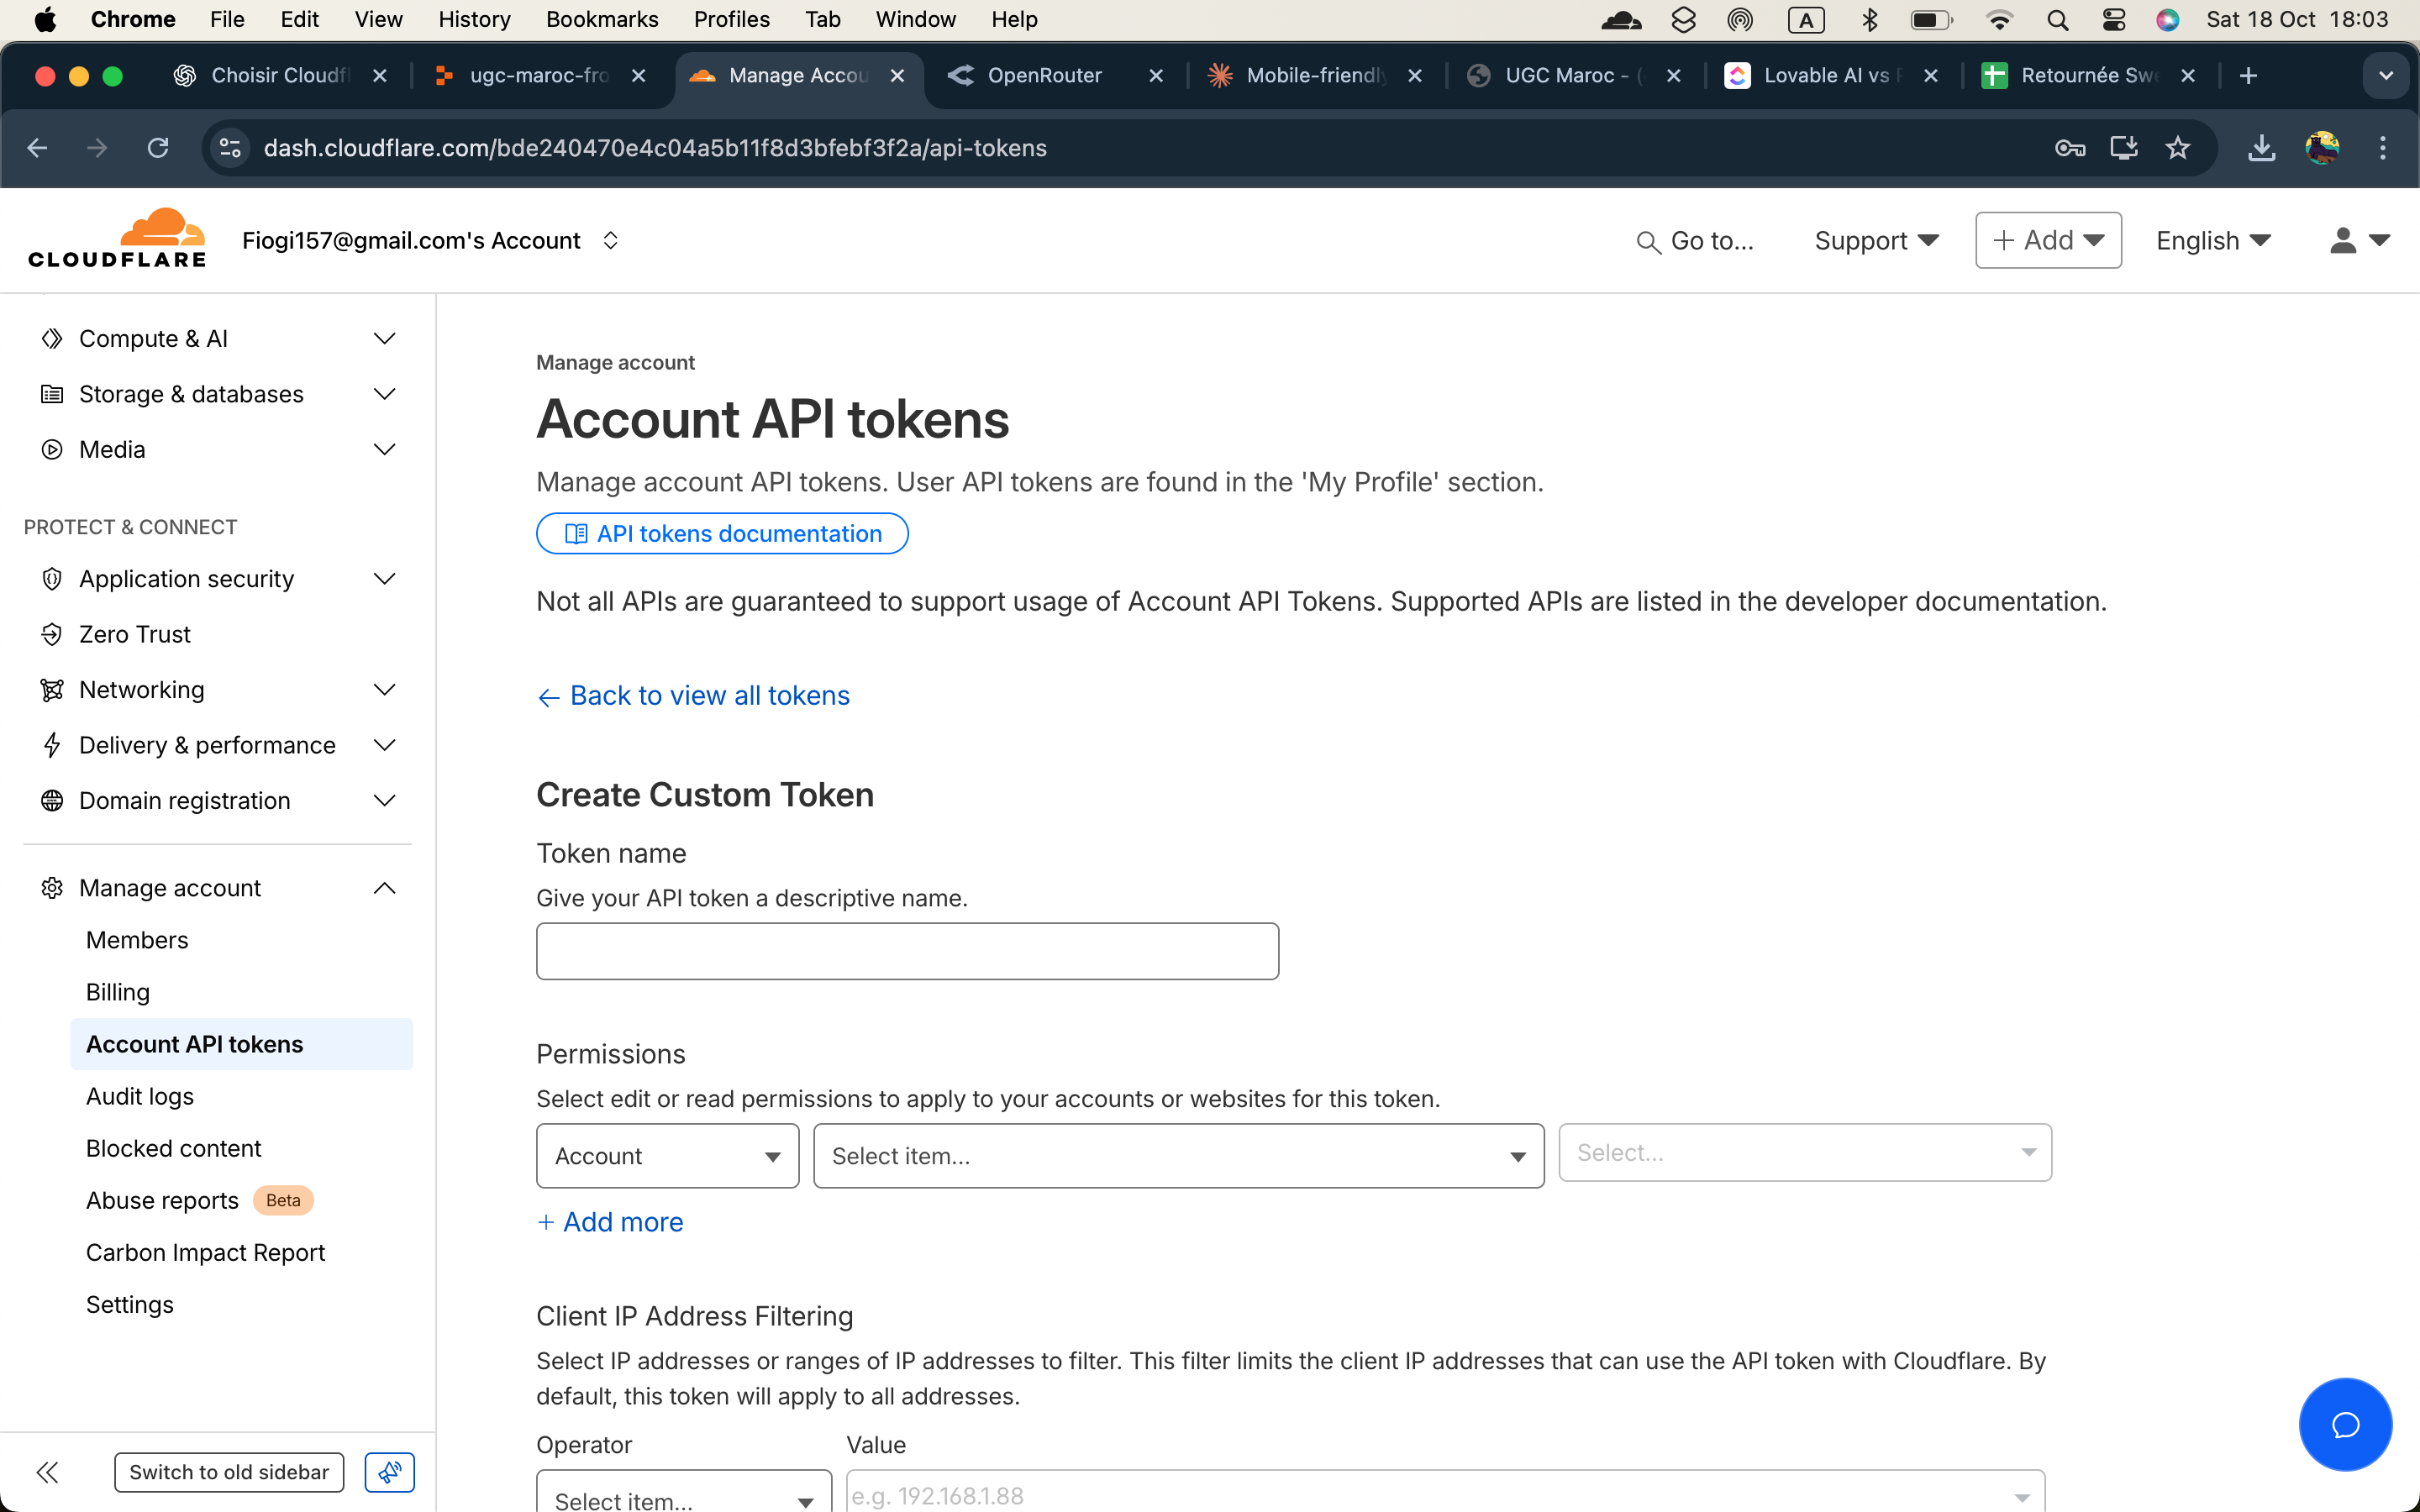 Chrome File Edit View History Bookmarks Profiles Tab Window Help A Sat 18 Oct 18:03
Choisir Cloudf ugc-maroc-fro Manage Accou OpenRouter Mobile-friendly UGC Maroc - ( Lovable AI vs Retournée Swe
dash.cloudflare.com/bde240470e4c04a5b11f8d3bfebf3f2a/api-tokens
CLOUDFLARE Fiogi157@gmail.com's Account Go to... Support + Add English
Compute & AI
Storage & databases
Media
PROTECT & CONNECT
Application security
Zero Trust
Networking
Delivery & performance
Domain registration
Manage account
Members
Billing
Account API tokens
Audit logs
Blocked content
Abuse reports Beta
Carbon Impact Report
Settings
Switch to old sidebar
Manage account
Account API tokens
Manage account API tokens. User API tokens are found in the 'My Profile' section.
API tokens documentation
Not all APIs are guaranteed to support usage of Account API Tokens. Supported APIs are listed in the developer documentation.
← Back to view all tokens
Create Custom Token
Token name
Give your API token a descriptive name.
Permissions
Select edit or read permissions to apply to your accounts or websites for this token.
Account Select item... Select...
+ Add more
Client IP Address Filtering
Select IP addresses or ranges of IP addresses to filter. This filter limits the client IP addresses that can use the API token with Cloudflare. By
default, this token will apply to all addresses.
Operator Value
Select item... e.g. 192.168.1.88